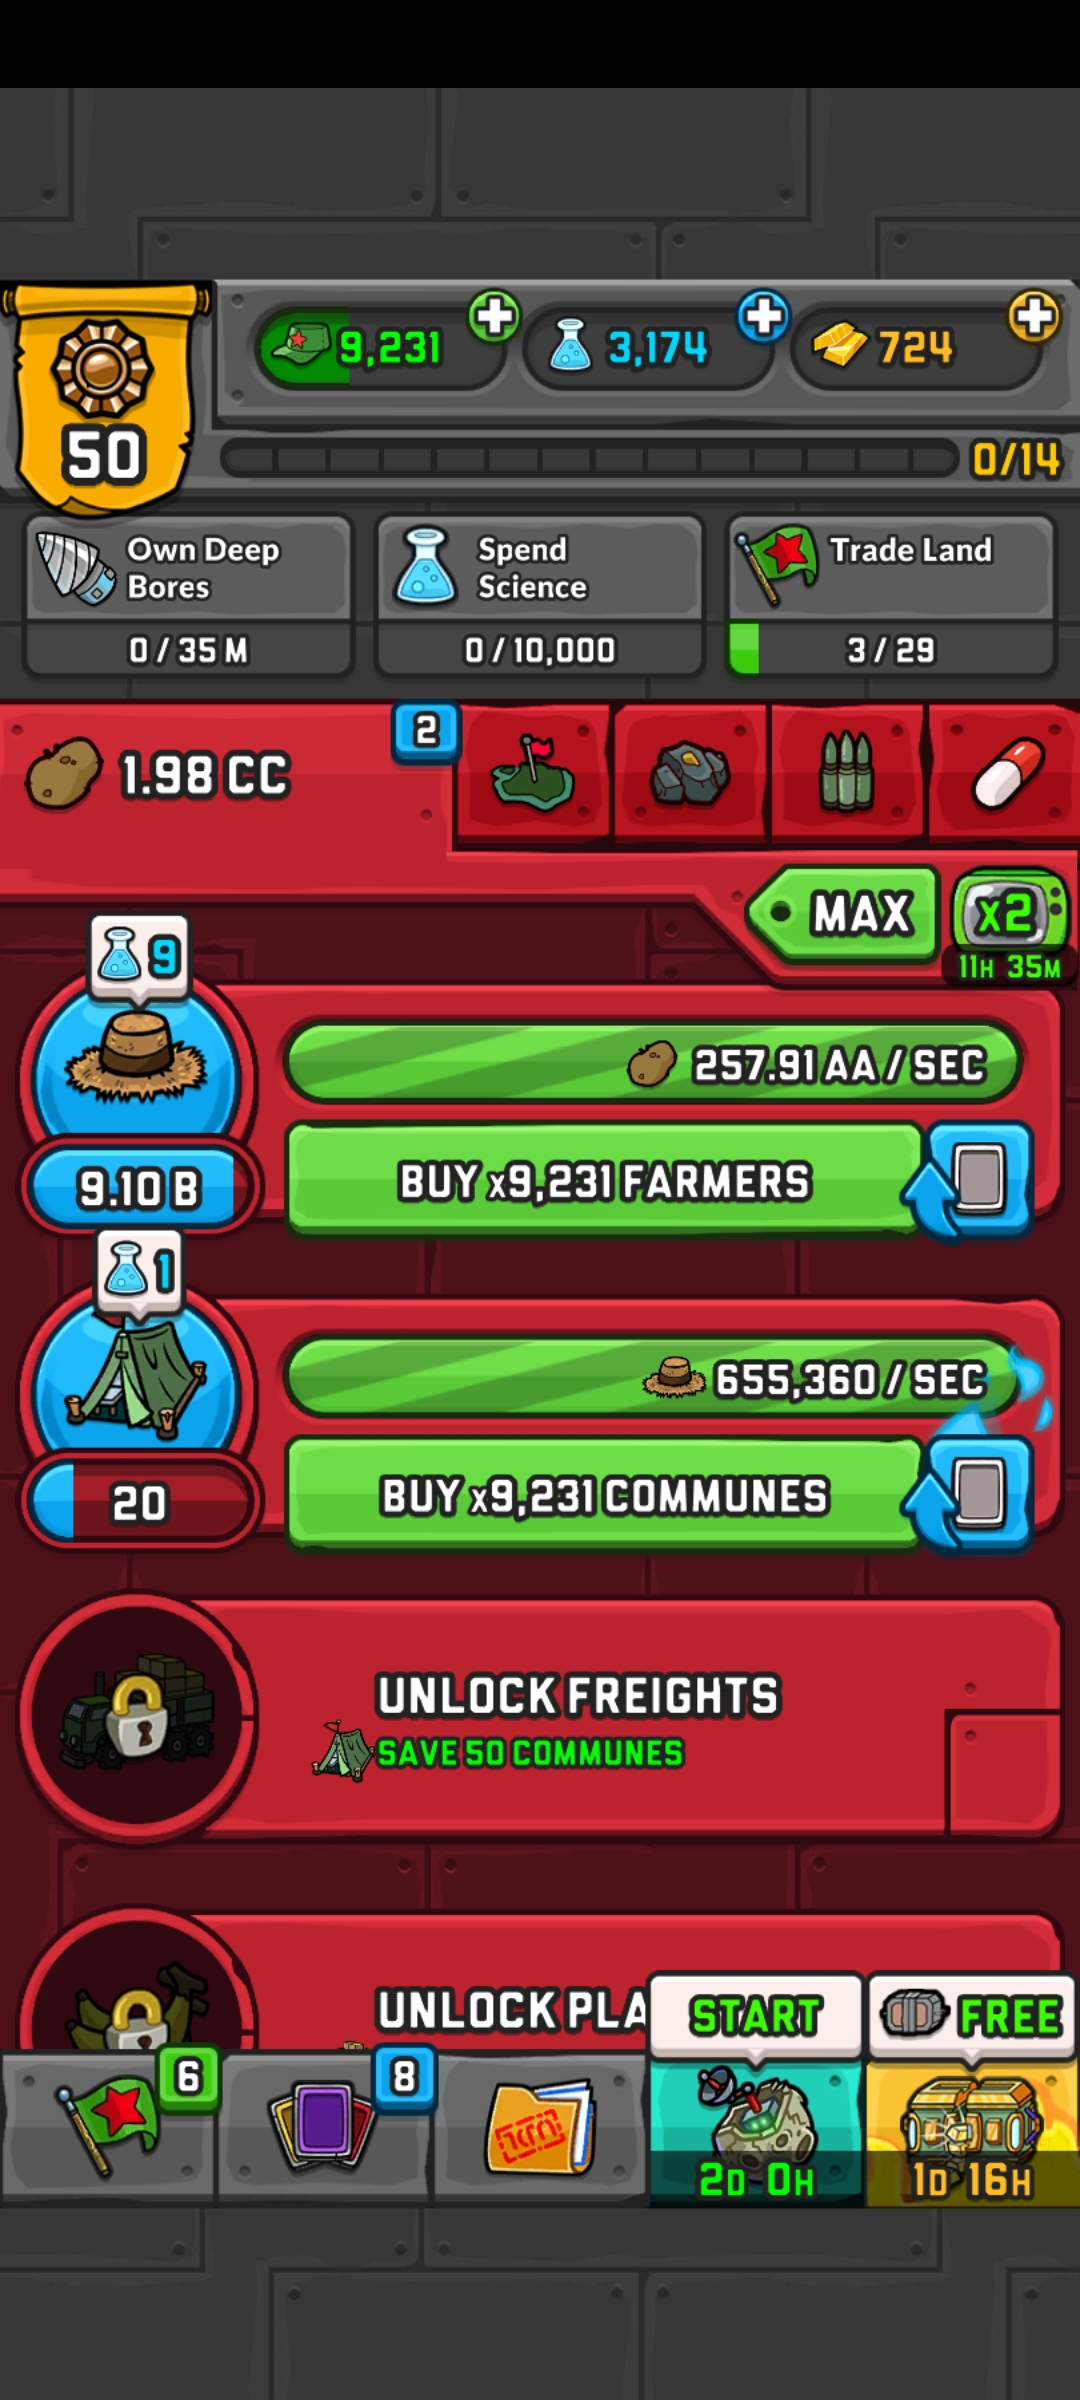 50
9,231
3,174
724
0/14
Own Deep
Bores
0 / 35 M
Spend
Science
0 / 10,000
Trade Land
3 / 29
1.98 CC
2
MAX
x2
11H 35M
9
257.91 AA / SEC
9.10 B
BUY x9,231 FARMERS
1
655,360 / SEC
20
BUY x9,231 COMMUNES
UNLOCK FREIGHTS
SAVE 50 COMMUNES
UNLOCK PLA
START
FREE
6
8
2D 0H
1D 16H